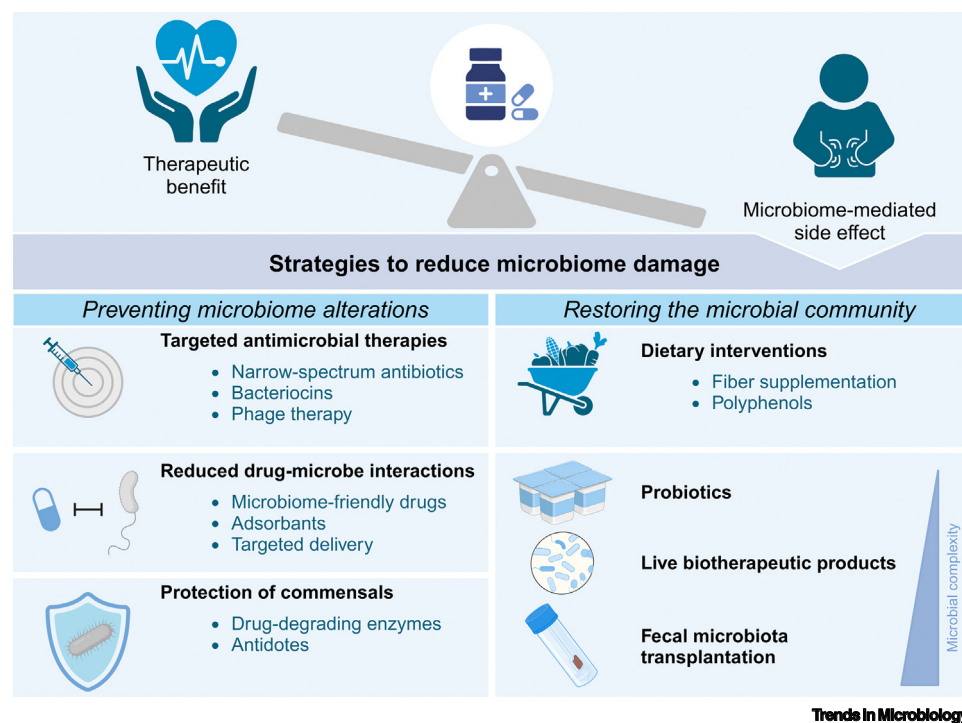 Therapeutic
benefit
Microbiome-mediated
side effect
Strategies to reduce microbiome damage
Preventing microbiome alterations
Targeted antimicrobial therapies
• Narrow-spectrum antibiotics
• Bacteriocins
• Phage therapy
Reduced drug-microbe interactions
• Microbiome-friendly drugs
• Adsorbants
• Targeted delivery
Protection of commensals
• Drug-degrading enzymes
• Antidotes
Restoring the microbial community
Dietary interventions
• Fiber supplementation
• Polyphenols
Probiotics
Live biotherapeutic products
Fecal microbiota
transplantation
Microbial complexity
Trends in Microbiology